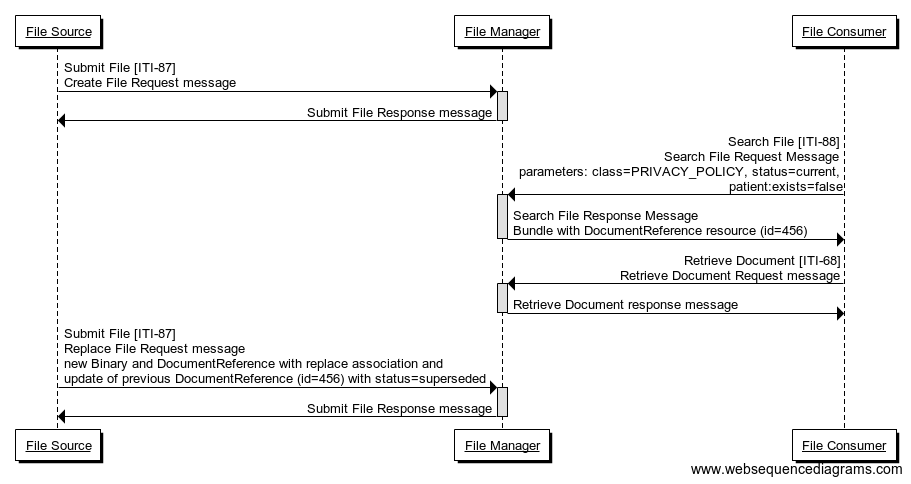 File Source
File Manager
File Consumer
Submit File [ITI-87]
Create File Request message
Submit File Response message
Search File [ITI-88]
Search File Request Message
parameters: class=PRIVACY_POLICY, status=current,
patient:exists=false
Search File Response Message
Bundle with DocumentReference resource (id=456)
Retrieve Document [ITI-68]
Retrieve Document Request message
Retrieve Document response message
Submit File [ITI-87]
Replace File Request message
new Binary and DocumentReference with replace association and
update of previous DocumentReference (id=456) with status=superseded
Submit File Response message
File Source
File Manager
File Consumer
www.websequencediagrams.com